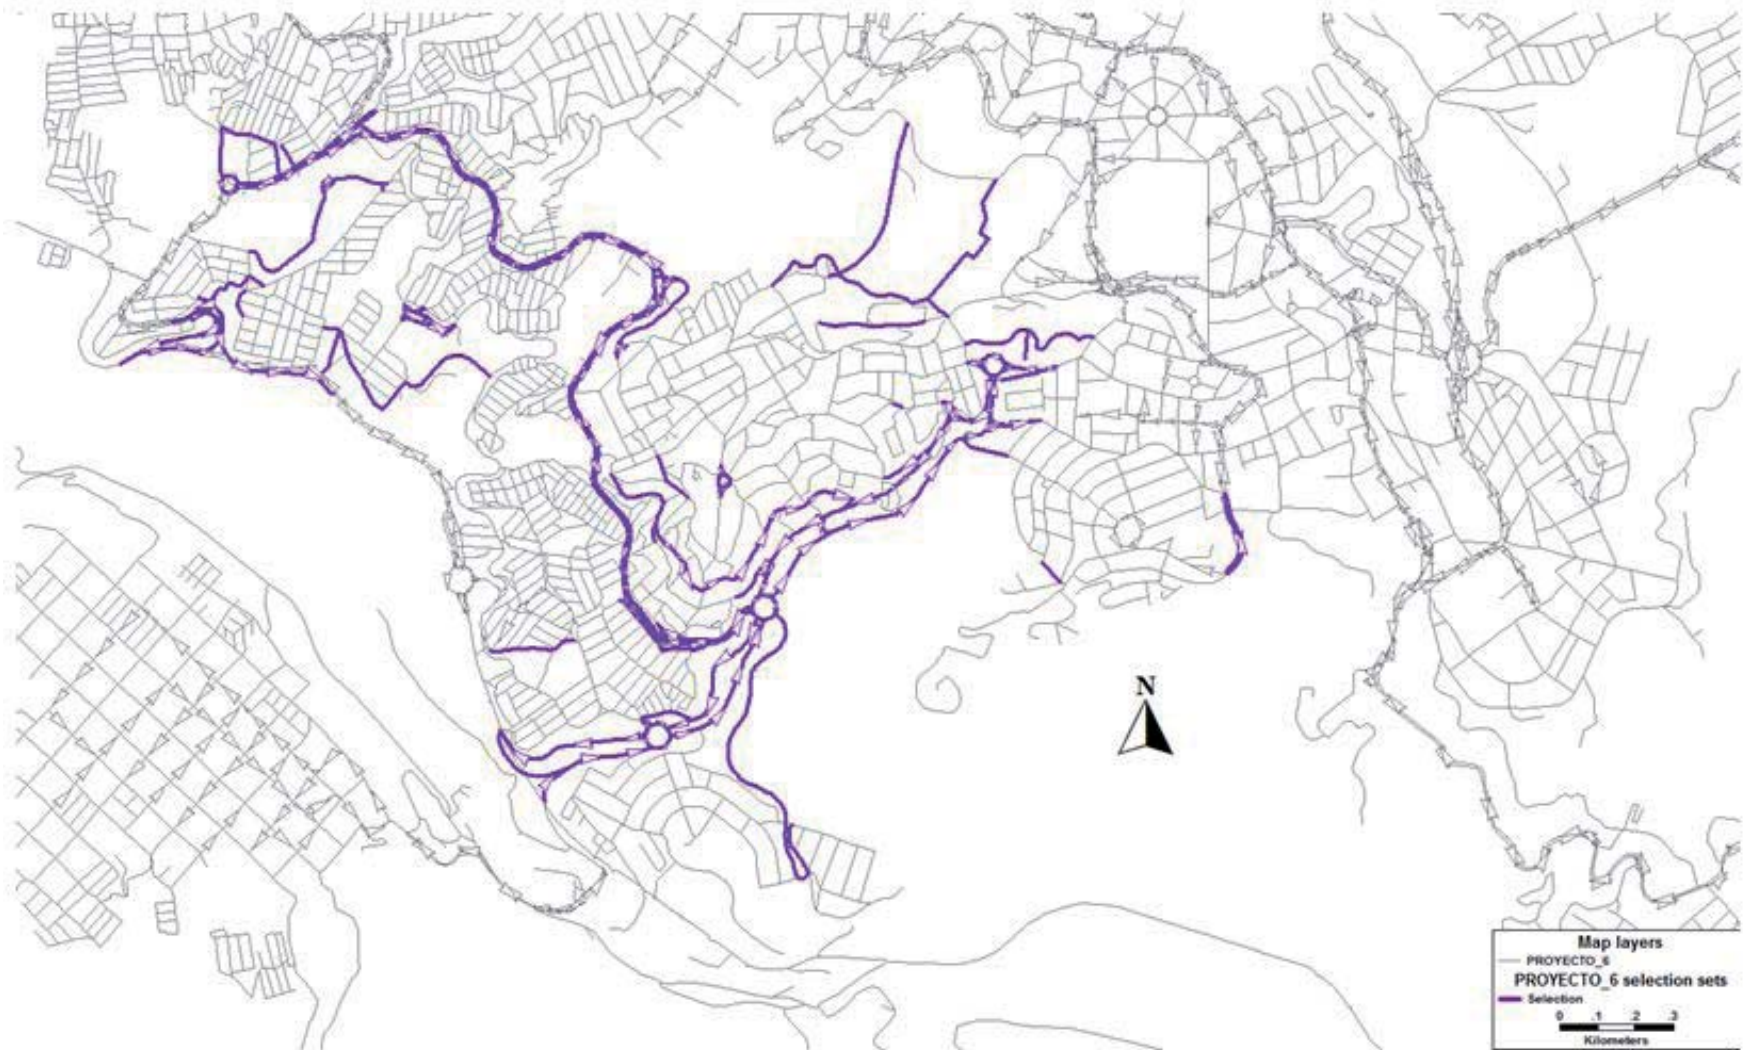 N
Map layers
PROYECTO_6
PROYECTO_6 selection sets
Selection
0 .1 .2 .3
Kilometers